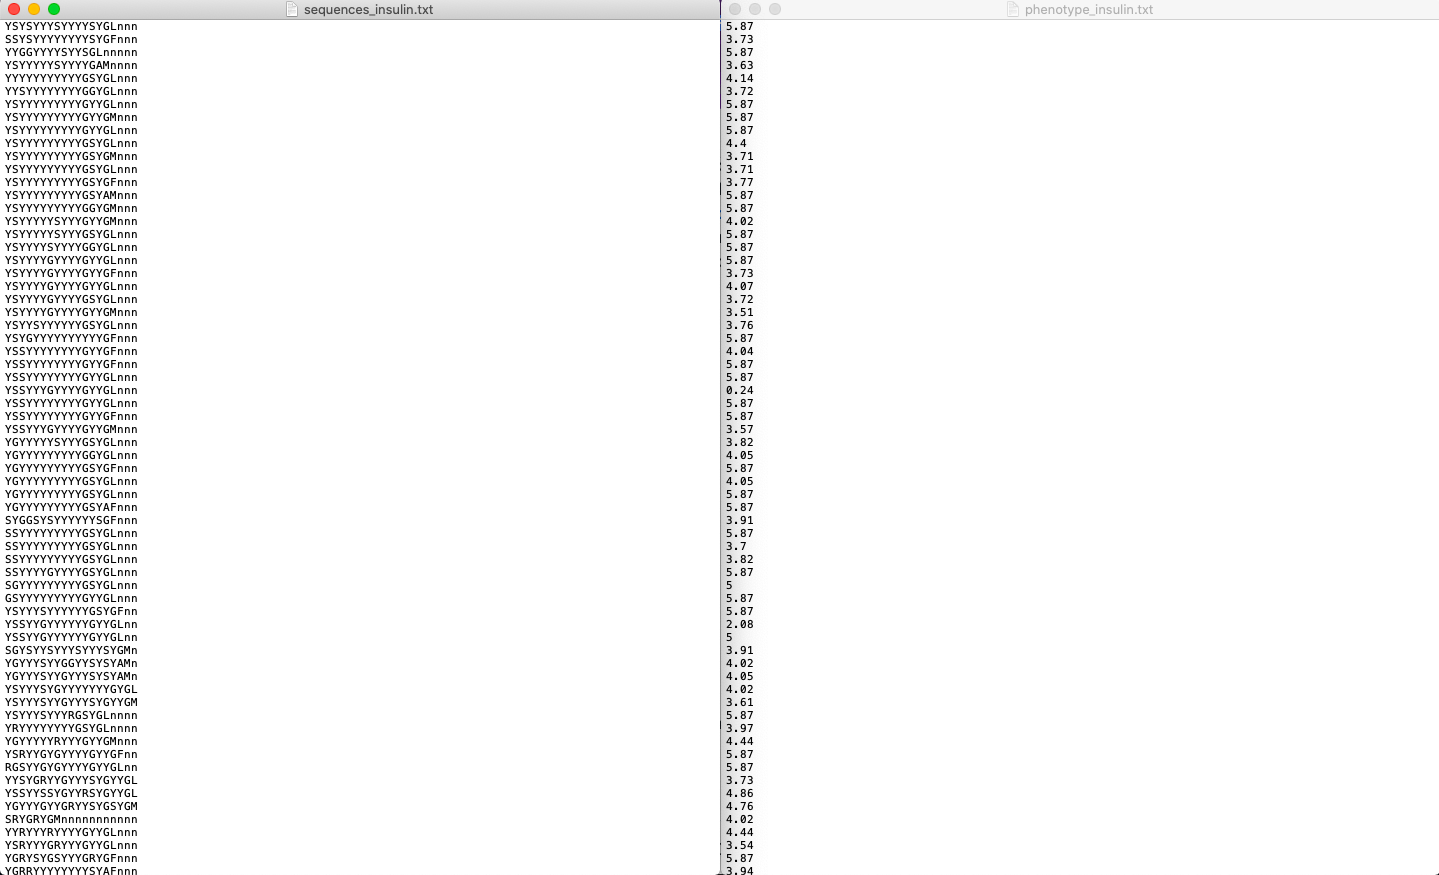 sequences_insulin.txt
YSYSYYYSYYYYSYGLnnn
SSYSYYYYYYYYSYGFnnn
YYGGYYYYSYYSGLnnnnn
YSYYYYYSYYYYGAMnnnn
YYYYYYYYYYYGSYGLnnn
YYSYYYYYYYYGGYGLnnn
YSYYYYYYYYYGYYGLnnn
YSYYYYYYYYYGYYGMnnn
YSYYYYYYYYYGYYGLnnn
YSYYYYYYYYYGSYGLnnn
YSYYYYYYYYYGSYGMnnn
YSYYYYYYYYYGSYGLnnn
YSYYYYYYYYYGSYGFnnn
YSYYYYYYYYYGSYAMnnn
YSYYYYYYYYYGGYGMnnn
YSYYYYYSYYYGYYGMnnn
YSYYYYYSYYYGSYGLnnn
YSYYYYSYYYYGGYGLnnn
YSYYYYGYYYYGYYGLnnn
YSYYYYGYYYYGYYGFnnn
YSYYYYGYYYYGYYGLnnn
YSYYYYGYYYYGSYGLnnn
YSYYYYGYYYYGYYGMnnn
YSYYSYYYYYYGSYGLnnn
YSYGYYYYYYYYYYGFnnn
YSSYYYYYYYYGYYGFnnn
YSSYYYYYYYYGYYGFnnn
YSSYYYYYYYYGYYGLnnn
YSSYYYGYYYYGYYGLnnn
YSSYYYYYYYYGYYGLnnn
YSSYYYYYYYYGYYGFnnn
YSSYYYGYYYYGYYGMnnn
YGYYYYYSYYYGSYGLnnn
YGYYYYYYYYYGGYGLnnn
YGYYYYYYYYYGSYGFnnn
YGYYYYYYYYYGSYGLnnn
YGYYYYYYYYYGSYGLnnn
YGYYYYYYYYYGSYAFnnn
SYGGSYSYYYYYYSGFnnn
SSYYYYYYYYYGSYGLnnn
SSYYYYYYYYYGSYGLnnn
SSYYYYYYYYYGSYGLnnn
SSYYYYGYYYYGSYGLnnn
SGYYYYYYYYYGSYGLnnn
GSYYYYYYYYYGYYGLnnn
YSYYYSYYYYYYGSYGFnn
YSSYYGYYYYYYGYYGLnn
YSSYYGYYYYYYGYYGLnn
SGYSYYSYYYSYYYSYGMn
YGYYYSYYGGYYSYSYAMn
YGYYYSYYGYYYSYSYAMn
YSYYYSYGYYYYYYYGYGL
YSYYYSYYGYYYSYGYYGM
YSYYYSYYYRGSYGLnnnn
YRYYYYYYYYGSYGLnnnn
YGYYYYYRYYYGYYGMnnn
YSRYYGYGYYYYGYYGFnn
RGSYYGYGYYYYGYYGLnn
YYSYGRYYGYYYSYGYYGL
YSSYYSSYGYYRSYGYYGL
YGYYYGYYGRYYSYGSYGM
SRYGRYGMnnnnnnnnnnn
YYRYYYRYYYYGYYGLnnn
YSRYYYGRYYYGYYGLnnn
YGRYSYGSYYYGRYGFnnn
YGRRYYYYYYYYSYAFnnn
phenotype_insulin.txt
5.87
3.73
5.87
3.63
4.14
3.72
5.87
5.87
5.87
4.4
3.71
3.71
3.77
5.87
5.87
4.02
5.87
5.87
5.87
3.73
4.07
3.72
3.51
3.76
5.87
4.04
5.87
5.87
0.24
5.87
5.87
3.57
3.82
4.05
5.87
4.05
5.87
5.87
3.91
5.87
3.7
3.82
5.87
5
5.87
5.87
2.08
5
3.91
4.02
4.05
4.02
3.61
5.87
3.97
4.44
5.87
5.87
3.73
4.86
4.76
4.02
4.44
3.54
5.87
3.94